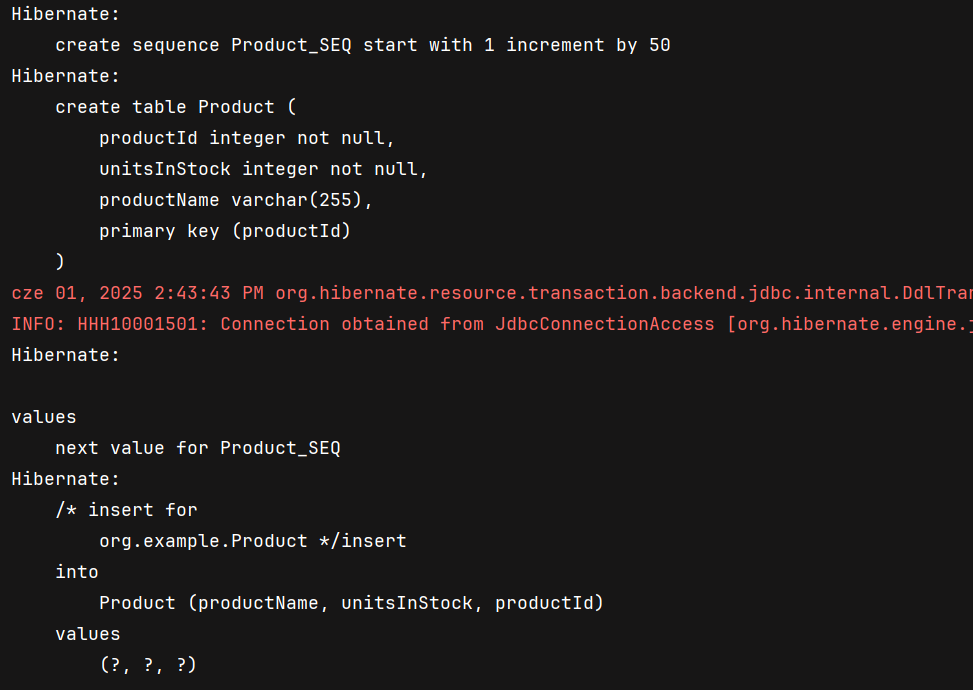 Hibernate:
    create sequence Product_SEQ start with 1 increment by 50
Hibernate:
    create table Product (
        productId integer not null,
        unitsInStock integer not null,
        productName varchar(255),
        primary key (productId)
    )
cze 01, 2025 2:43:43 PM org.hibernate.resource.transaction.backend.jdbc.internal.DdlTran
INFO: HHH10001501: Connection obtained from JdbcConnectionAccess [org.hibernate.engine.j
Hibernate:

values
    next value for Product_SEQ
Hibernate:
    /* insert for
        org.example.Product */insert
    into
        Product (productName, unitsInStock, productId)
    values
        (?, ?, ?)